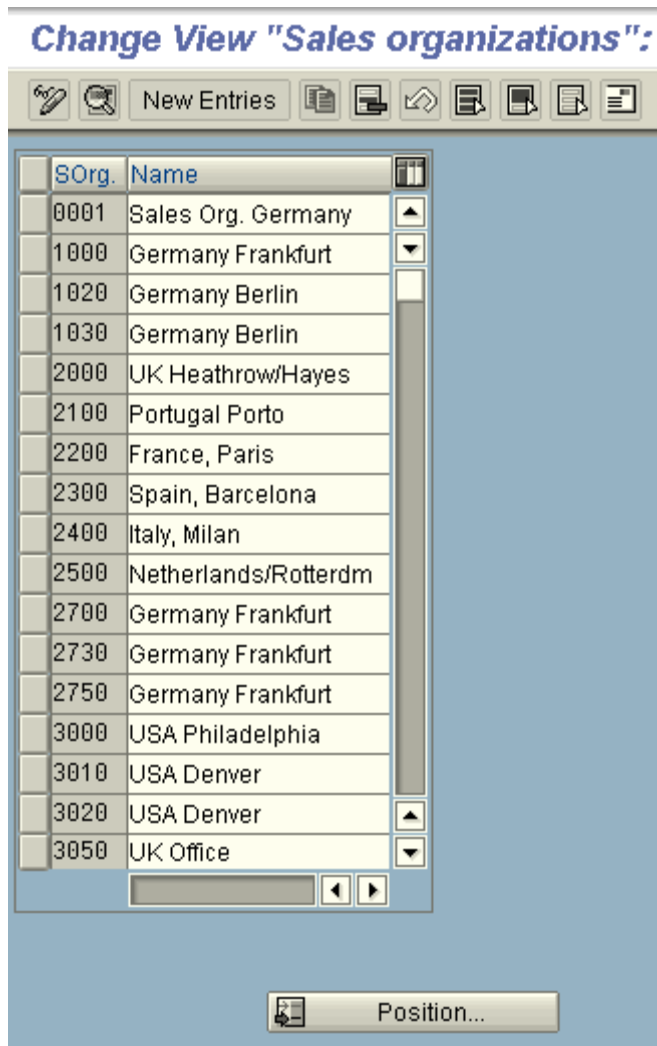 Change View "Sales organizations":
New Entries
SOrg. Name
0001 Sales Org. Germany
1000 Germany Frankfurt
1020 Germany Berlin
1030 Germany Berlin
2000 UK Heathrow/Hayes
2100 Portugal Porto
2200 France, Paris
2300 Spain, Barcelona
2400 Italy, Milan
2500 Netherlands/Rotterdm
2700 Germany Frankfurt
2730 Germany Frankfurt
2750 Germany Frankfurt
3000 USA Philadelphia
3010 USA Denver
3020 USA Denver
3050 UK Office
Position...